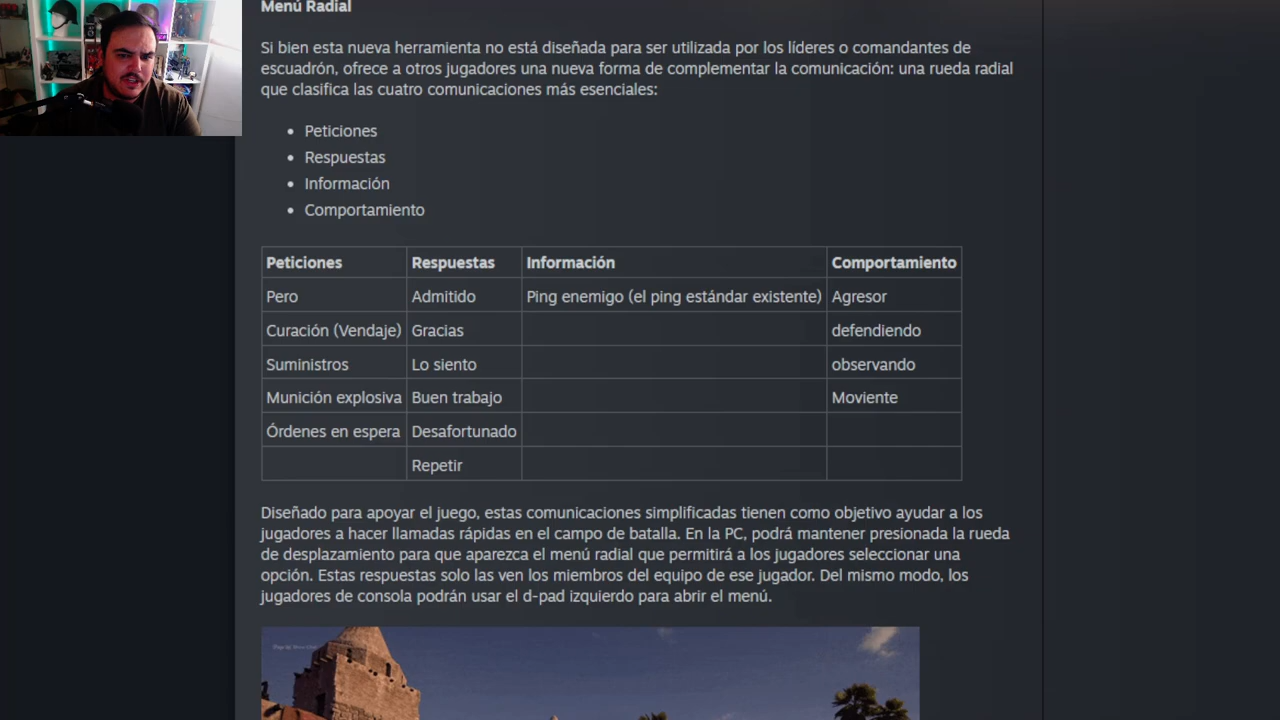 Menú Radial
Si bien esta nueva herramienta no está diseñada para ser utilizada por los líderes o comandantes de
escuadrón, ofrece a otros jugadores una nueva forma de complementar la comunicación: una rueda radial
que clasifica las cuatro comunicaciones más esenciales:
• Peticiones
• Respuestas
• Información
• Comportamiento
Peticiones Respuestas Información Comportamiento
Pero Admitido Ping enemigo (el ping estándar existente) Agresor
Curación (Vendaje) Gracias defendiendo
Suministros Lo siento observando
Munición explosiva Buen trabajo Moviente
Órdenes en espera Desafortunado
Repetir
Diseñado para apoyar el juego, estas comunicaciones simplificadas tienen como objetivo ayudar a los
jugadores a hacer llamadas rápidas en el campo de batalla. En la PC, podrá mantener presionada la rueda
de desplazamiento para que aparezca el menú radial que permitirá a los jugadores seleccionar una
opción. Estas respuestas solo las ven los miembros del equipo de ese jugador. Del mismo modo, los
jugadores de consola podrán usar el d-pad izquierdo para abrir el menú.